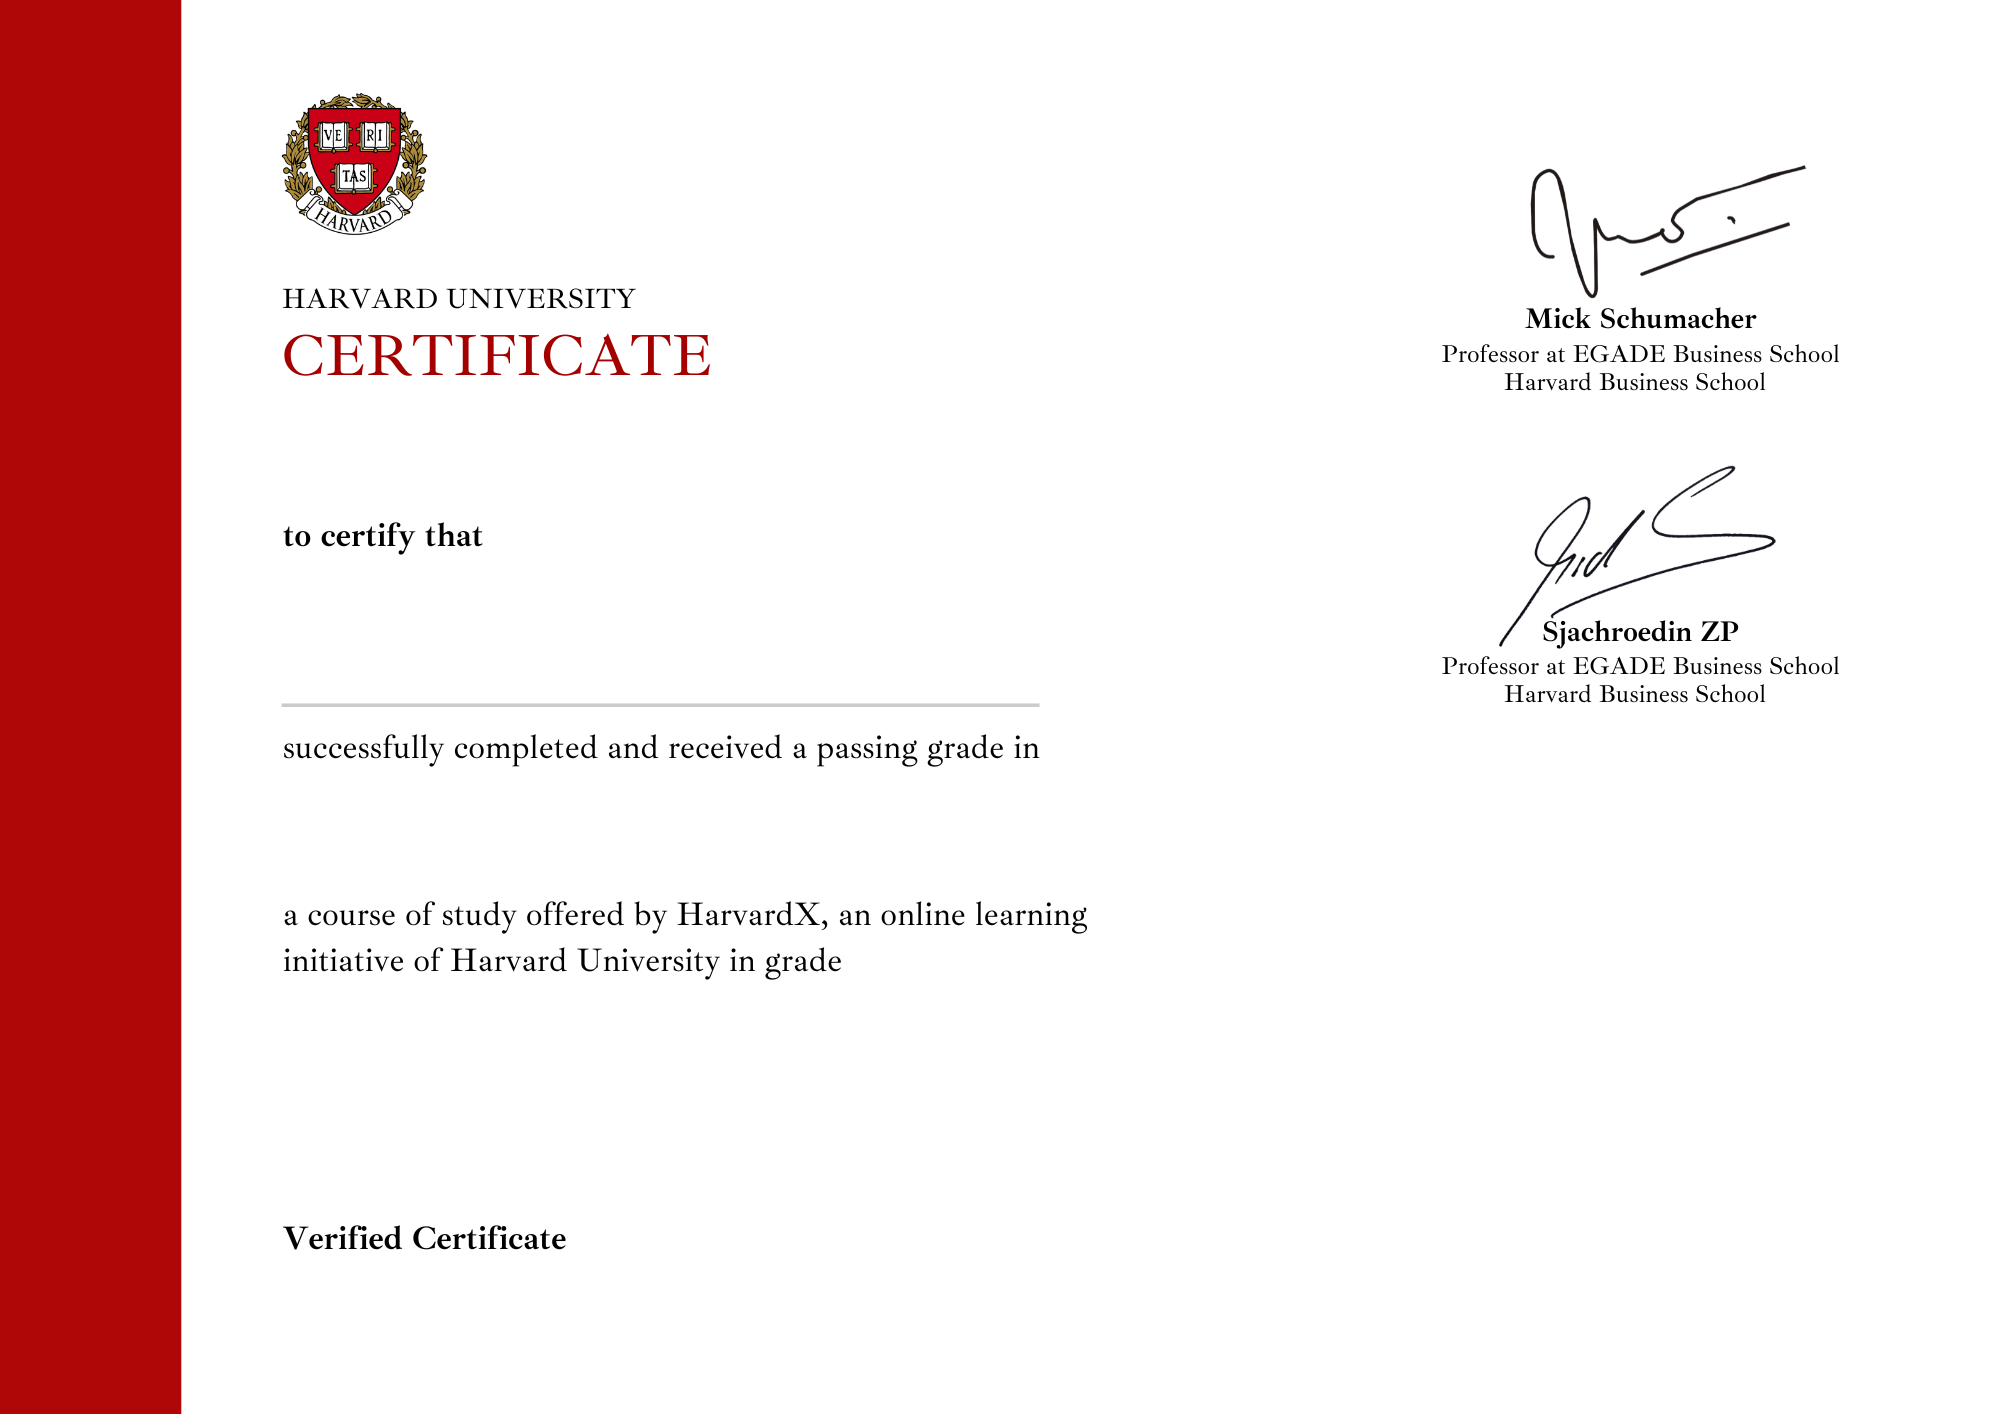 VE RI
TAS
HARVARD
HARVARD UNIVERSITY
CERTIFICATE
to certify that
successfully completed and received a passing grade in
a course of study offered by HarvardX, an online learning
initiative of Harvard University in grade
Verified Certificate
Mick Schumacher
Professor at EGADE Business School
Harvard Business School
Sjachroedin ZP
Professor at EGADE Business School
Harvard Business School